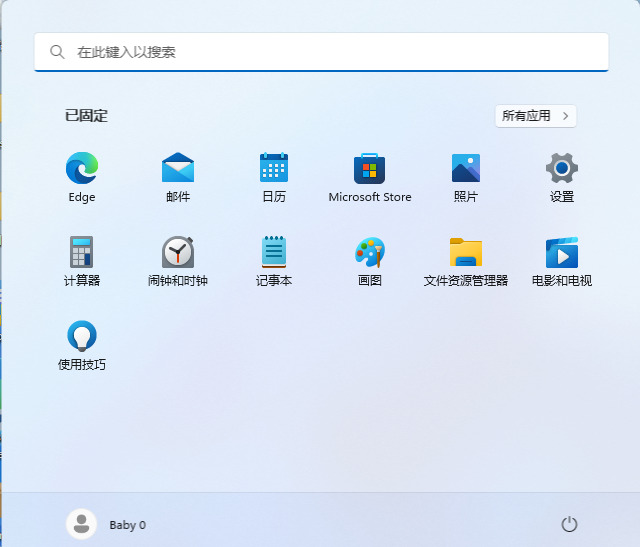 在此键入以搜索
已固定
所有应用
Edge
邮件
日历
Microsoft Store
照片
设置
计算器
闹钟和时钟
记事本
画图
文件资源管理器
电影和电视
使用技巧
Baby 0